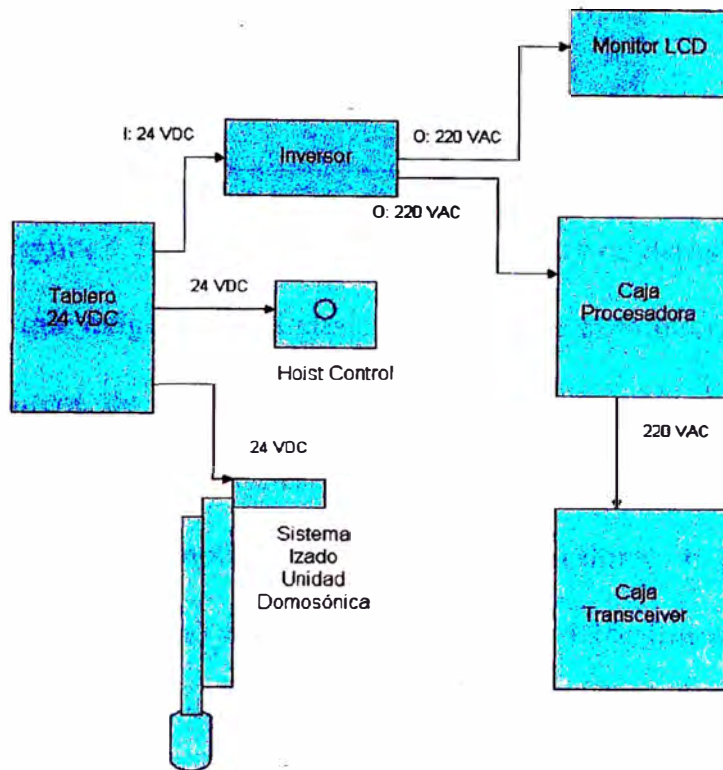 Monitor LCD
I: 24 VDC
Inversor
O: 220 VAC
O: 220 VAC
Tablero
24 VDC
24 VDC
Hoist Control
Caja
Procesadora
220 VAC
24 VDC
Sistema
Izado
Unidad
Domosónica
Caja
Transceiver